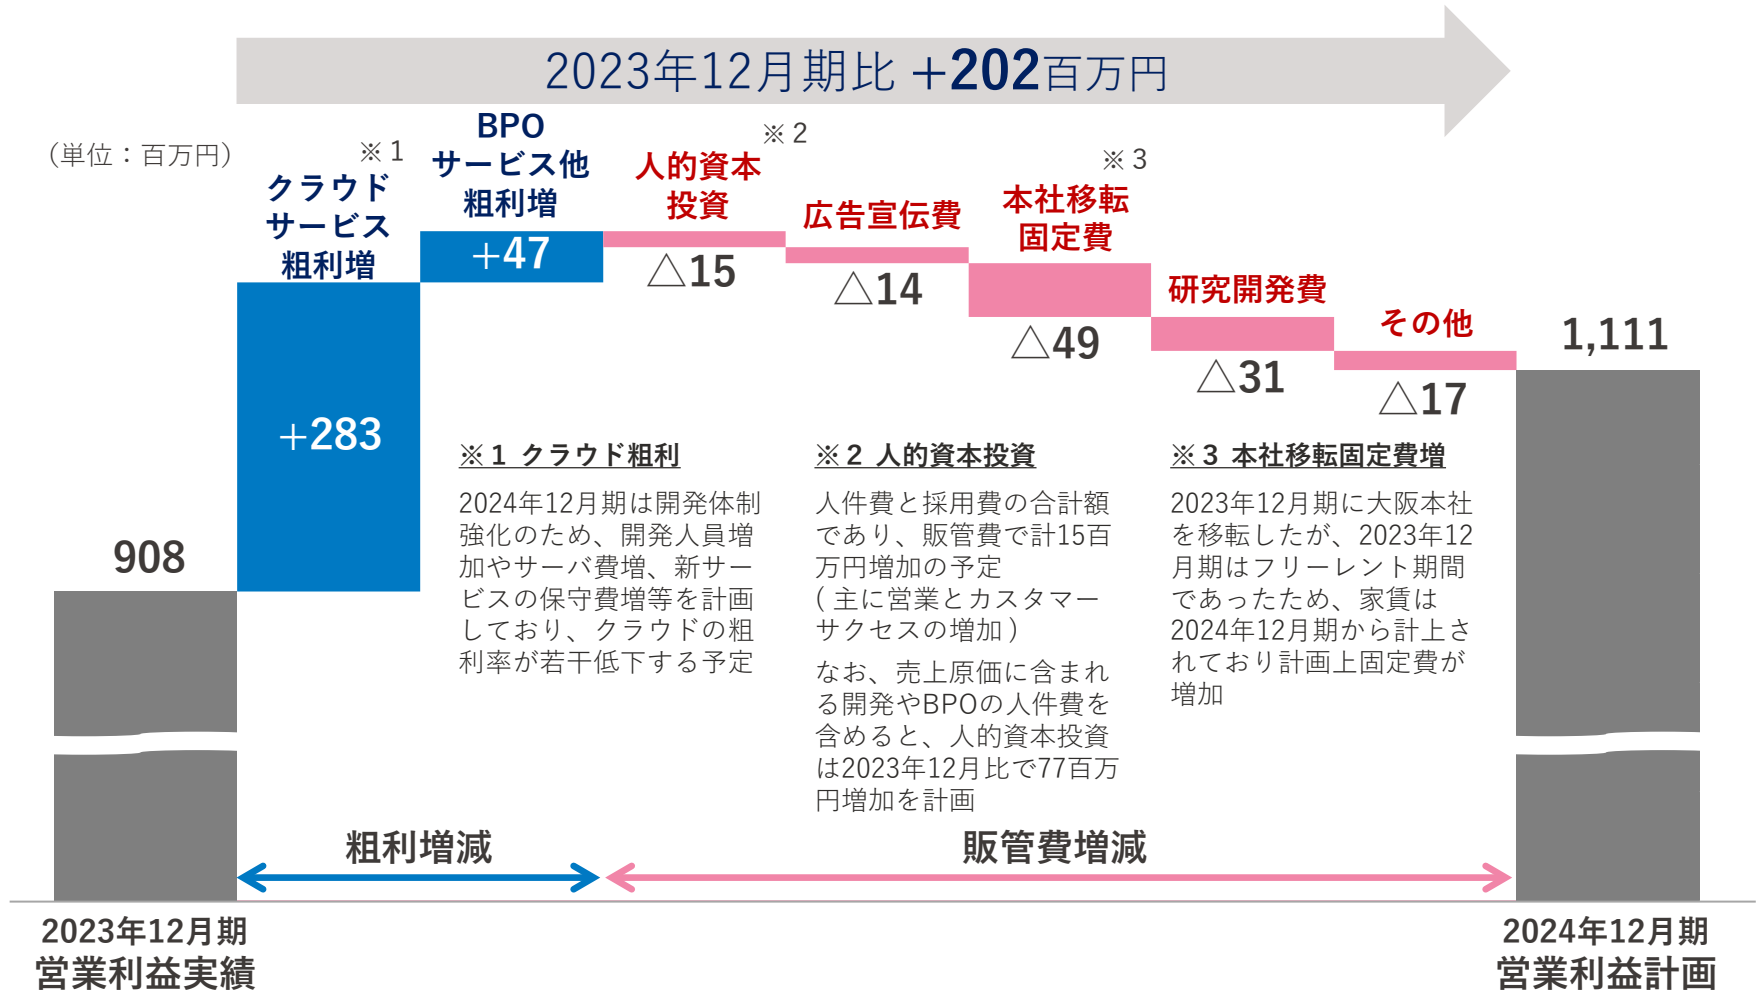 2023年12月期比 +202百万円
(単位：百万円)
※1
クラウド
サービス
粗利増
BPO
サービス他
粗利増
※2
人的資本
投資
広告宣伝費
※3
本社移転
固定費
研究開発費
その他
908
+283
+47
△15
△14
△49
△31
△17
1,111
※1 クラウド粗利
2024年12月期は開発体制
強化のため、開発人員増
加やサーバ費増、新サー
ビスの保守費増等を計画
しており、クラウドの粗
利率が若干低下する予定
※2 人的資本投資
人件費と採用費の合計額
であり、販管費で計15百
万円増加の予定
(主に営業とカスタマー
サクセスの増加)
なお、売上原価に含まれ
る開発やBPOの人件費を
含めると、人的資本投資
は2023年12月比で77百万
円増加を計画
※3 本社移転固定費増
2023年12月期に大阪本社
を移転したが、2023年12
月期はフリーレント期間
であったため、家賃は
2024年12月期から計上さ
れており計画上固定費が
増加
粗利増減
販管費増減
2023年12月期
営業利益実績
2024年12月期
営業利益計画